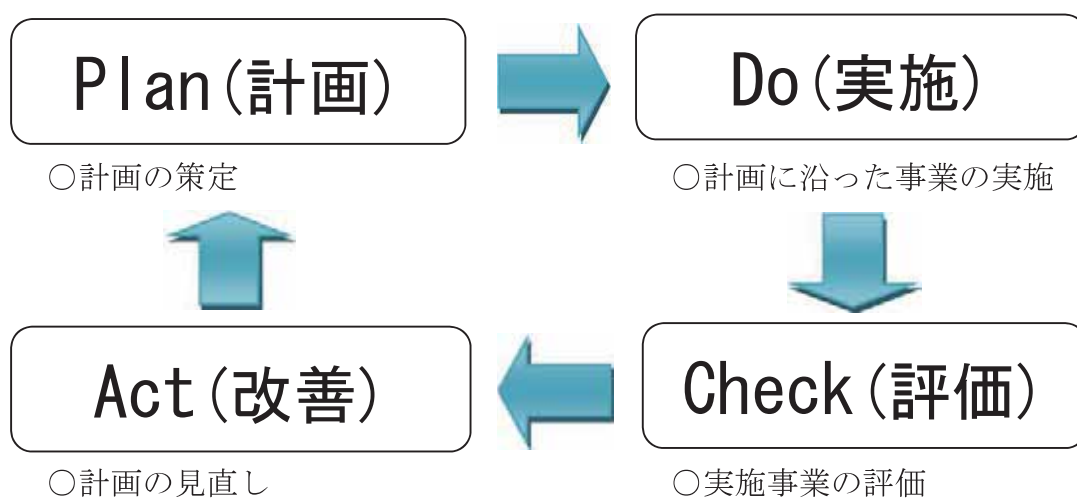 Plan(計画)
○計画の策定
Do(実施)
○計画に沿った事業の実施
Check(評価)
○実施事業の評価
Act(改善)
○計画の見直し